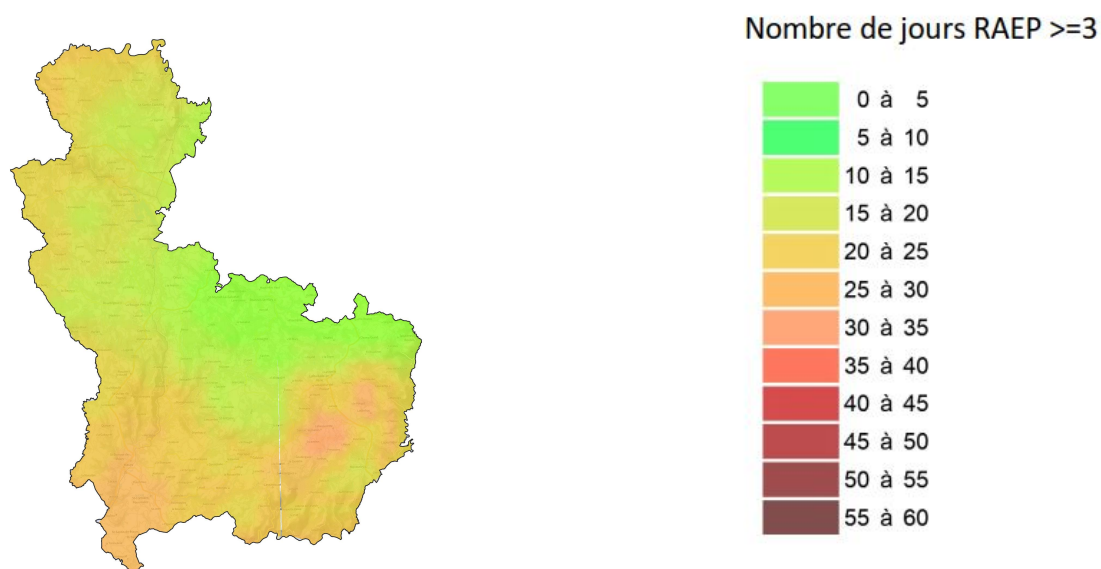 Nombre de jours RAEP >=3
0 à 5
5 à 10
10 à 15
15 à 20
20 à 25
25 à 30
30 à 35
35 à 40
40 à 45
45 à 50
50 à 55
55 à 60